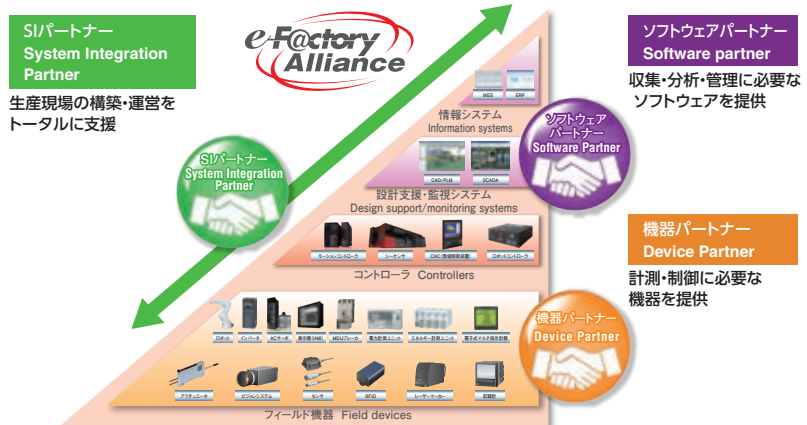 SIパートナー
System Integration
Partner
生産現場の構築・運営を
トータルに支援
e-F@ctory
Alliance
ソフトウェアパートナー
Software partner
収集・分析・管理に必要な
ソフトウェアを提供
MES
ERP
情報システム
Information systems
ソフトウェア
パートナー
Software Partner
SIパートナー
System Integration
Partner
CAD/PLM
SCADA
設計支援・監視システム
Design support/monitoring systems
機器パートナー
Device Partner
計測・制御に必要な
機器を提供
モーションコントローラ
シーケンサ
CNC(数値制御装置)
ロボットコントローラ
コントローラ Controllers
ロボット
インバータ
ACサーボ
表示器(HMI)
MDUブレーカ
電力計測ユニット
エネルギー計測ユニット
電子式マルチ指示計器
機器パートナー
Device Partner
アクチュエータ
ビジョンシステム
センサ
RFID
レーザーマーカー
記録計
フィールド機器 Field devices